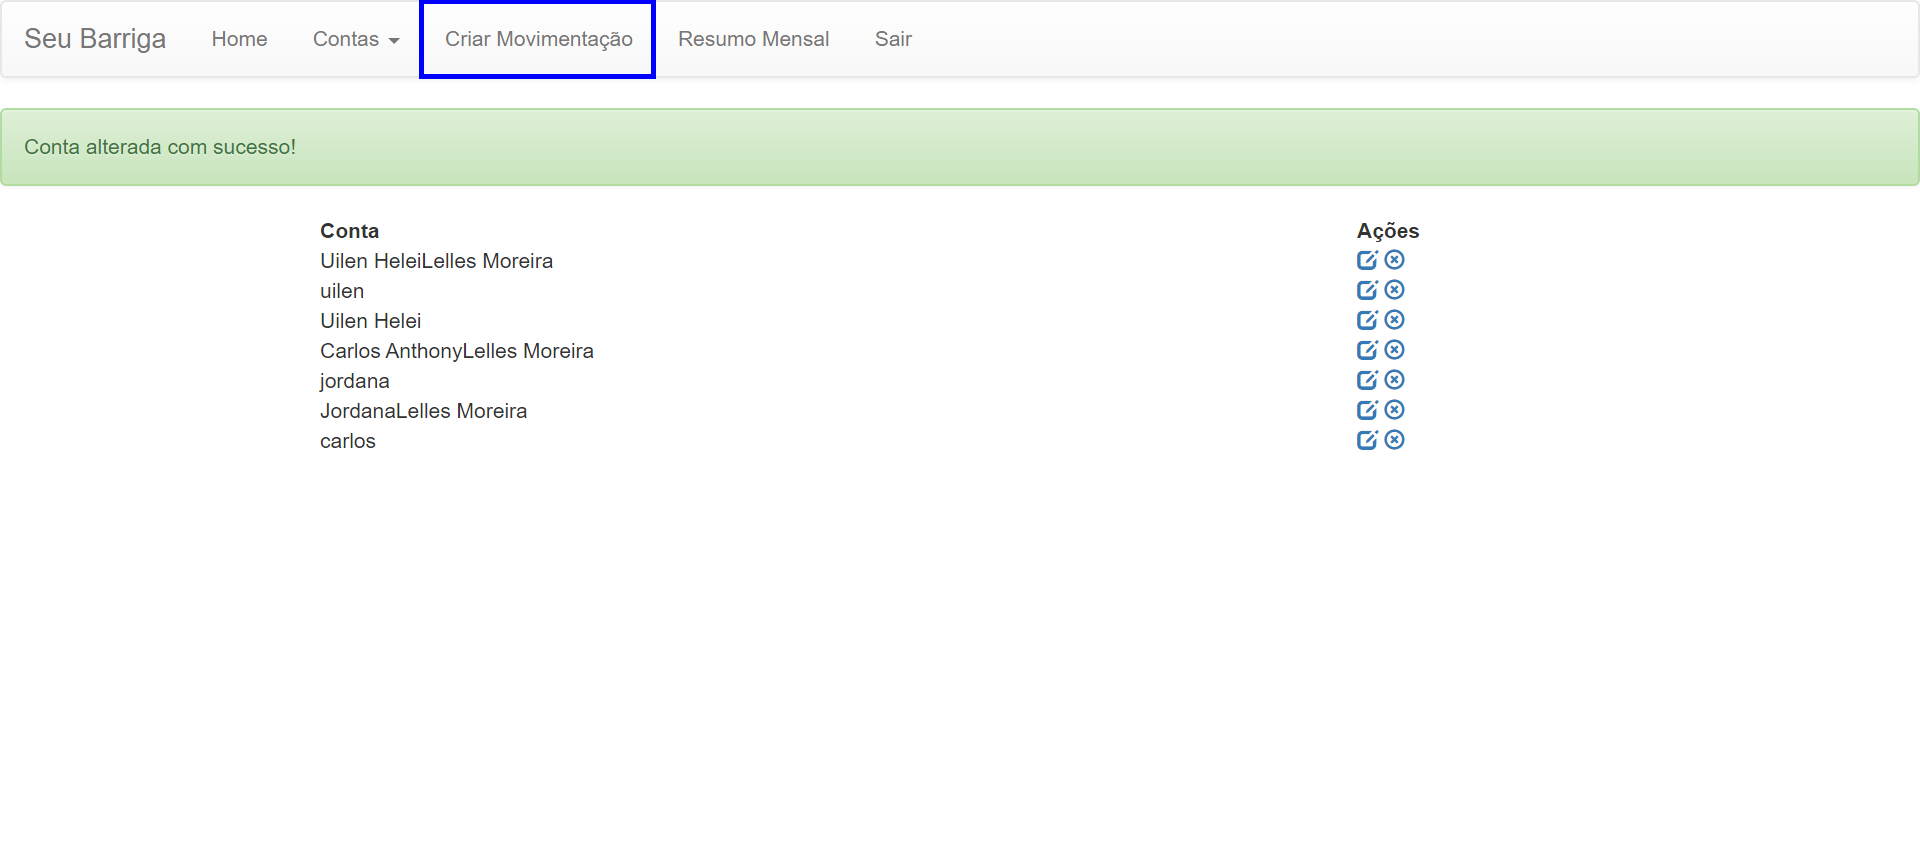 Seu Barriga Home Contas Criar Movimentação Resumo Mensal Sair
Conta alterada com sucesso!
Conta Ações
Uilen HeleiLelles Moreira
uilen
Uilen Helei
Carlos AnthonyLelles Moreira
jordana
JordanaLelles Moreira
carlos